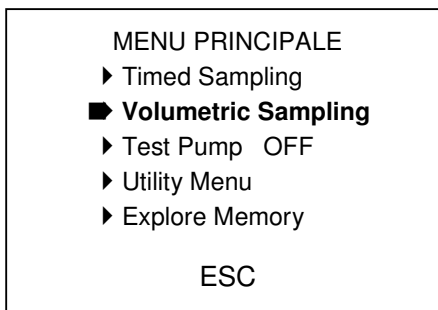 MENU PRINCIPALE
Timed Sampling
Volumetric Sampling
Test Pump OFF
Utility Menu
Explore Memory
ESC